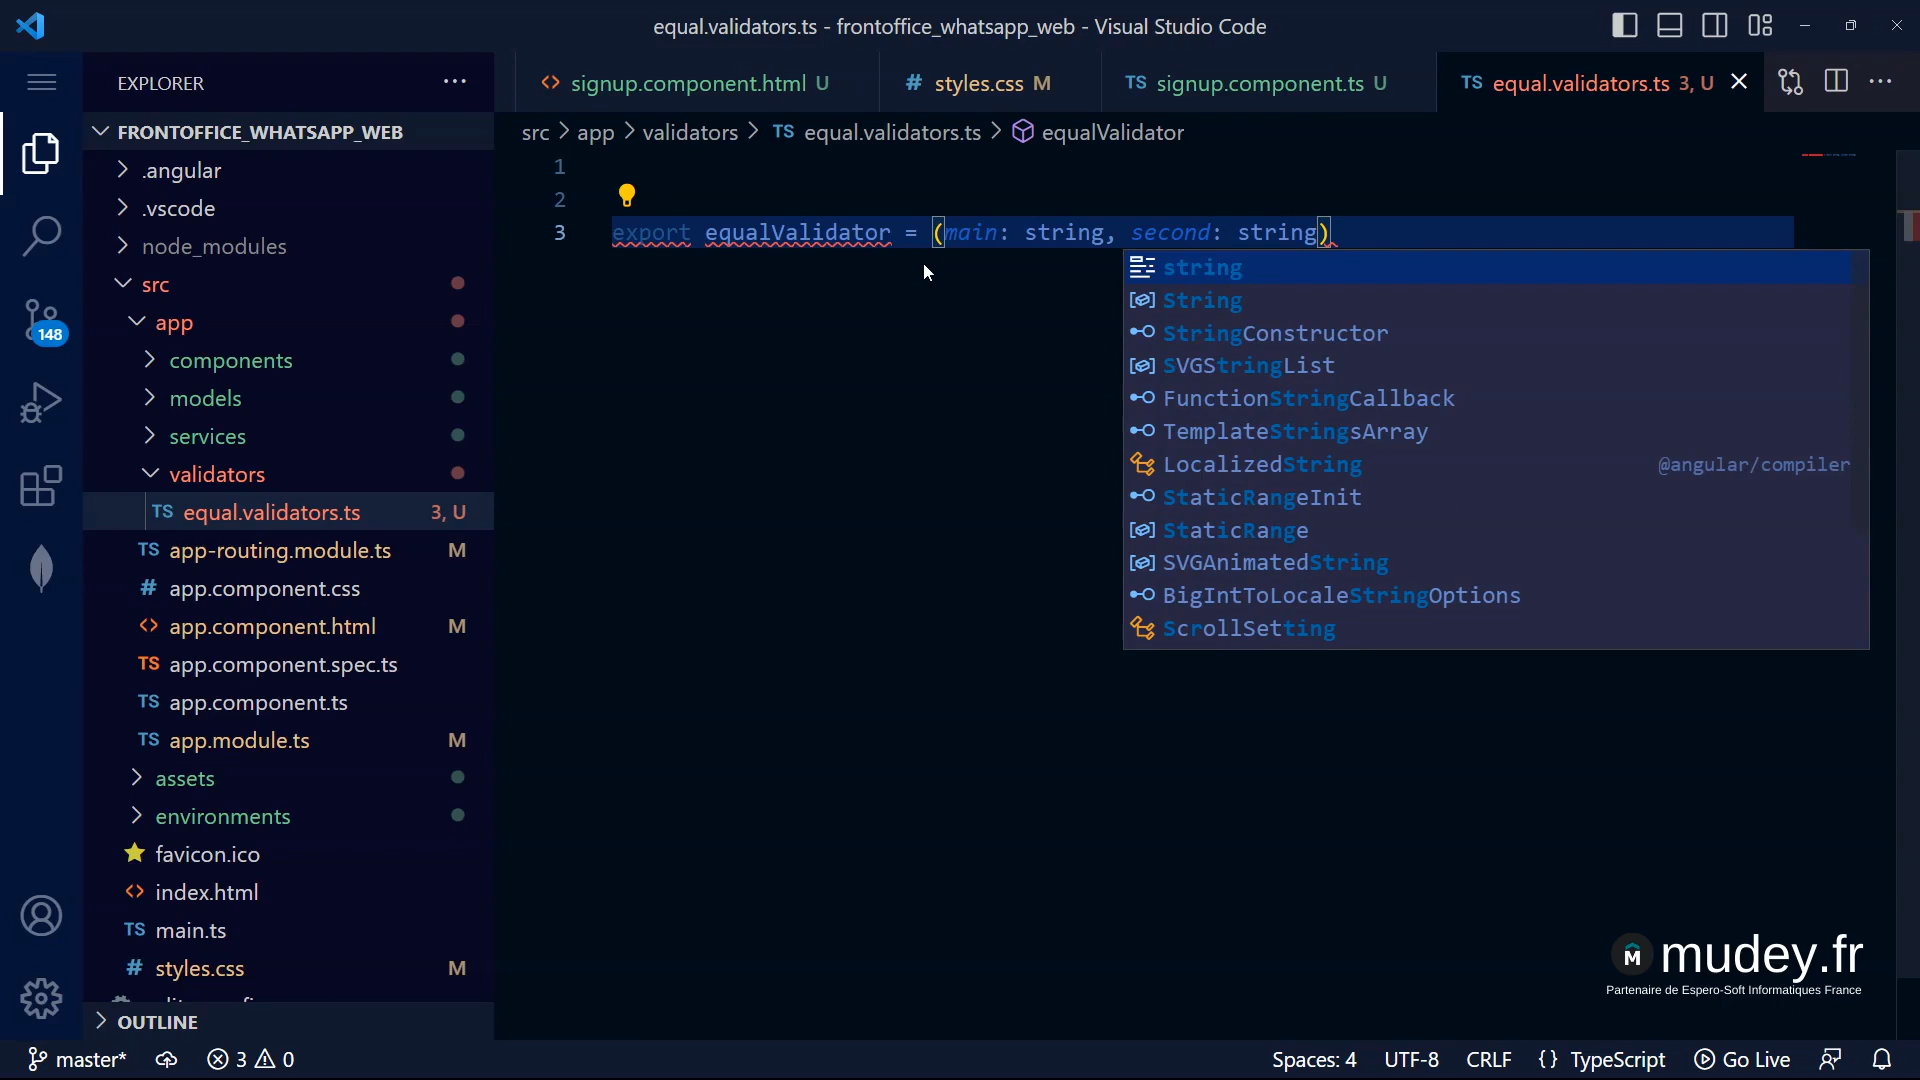 equal.validators.ts - frontoffice_whatsapp_web - Visual Studio Code
EXPLORER
signup.component.html U
# styles.css M
TS signup.component.ts U
TS equal.validators.ts 3, U
FRONTOFFICE_WHATSAPP_WEB
src > app > validators > TS equal.validators.ts > equalValidator
.angular
.vscode
node_modules
src
app
components
models
services
validators
TS equal.validators.ts 3, U
TS app-routing.module.ts M
# app.component.css
<> app.component.html M
TS app.component.spec.ts
TS app.component.ts
TS app.module.ts M
assets
environments
favicon.ico
<> index.html
TS main.ts
# styles.css M
OUTLINE
148
1
2
3 export equalValidator = (main: string, second: string)
string
String
StringConstructor
SVGStringList
FunctionStringCallback
TemplateStringsArray
LocalizedString @angular/compiler
StaticRangeInit
StaticRange
SVGAnimatedString
BigIntToLocaleStringOptions
ScrollSetting
M mudey.fr
Partenaire de Espero-Soft Informatiques France
master* 3 0
Spaces: 4 UTF-8 CRLF {} TypeScript Go Live